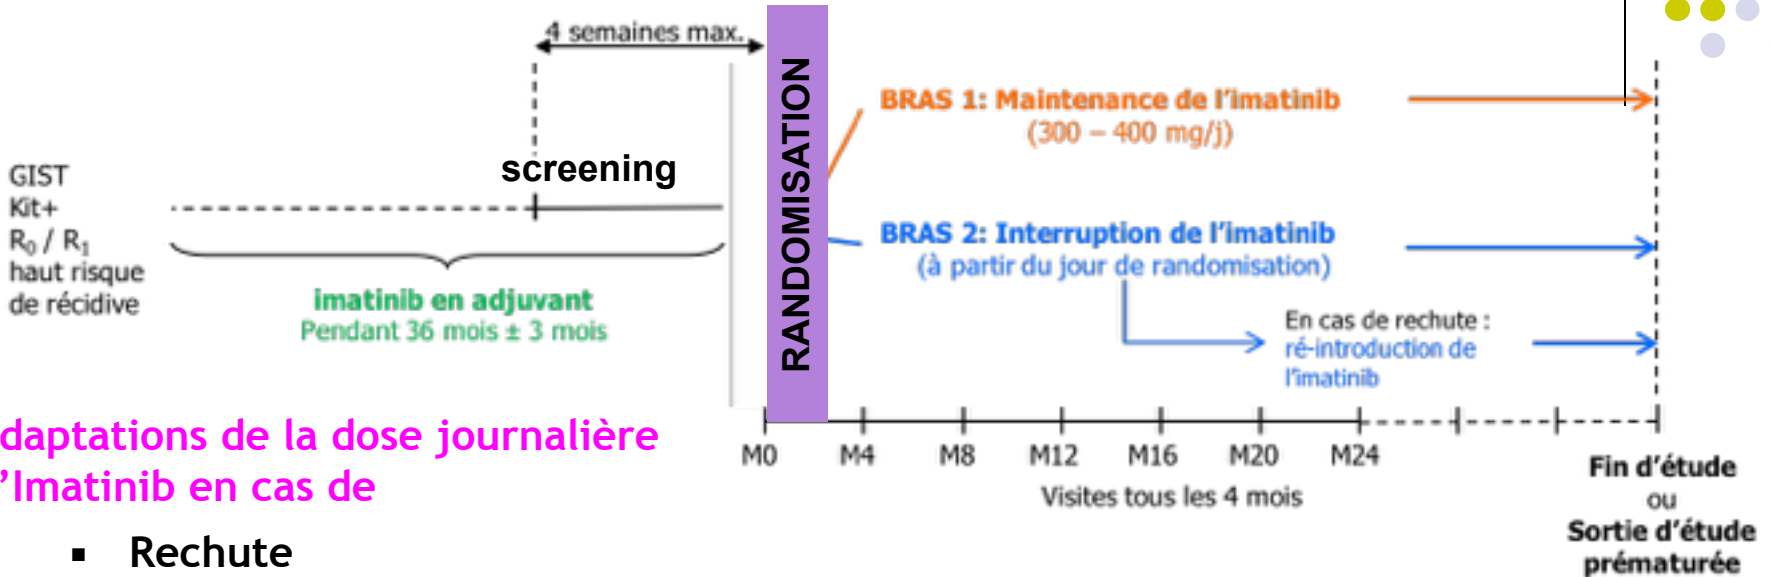 4 semaines max.
GIST
Kit+
R₀ / R₁
haut risque
de récidive
screening
imatinib en adjuvant
Pendant 36 mois ± 3 mois
RANDOMISATION
BRAS 1: Maintenance de l'imatinib
(300 – 400 mg/j)
BRAS 2: Interruption de l'imatinib
(à partir du jour de randomisation)
En cas de rechute :
ré-introduction de
l'imatinib
M0 M4 M8 M12 M16 M20 M24
Visites tous les 4 mois
Fin d'étude
ou
Sortie d'étude
prématurée
daptations de la dose journalière
’Imatinib en cas de
▪ Rechute